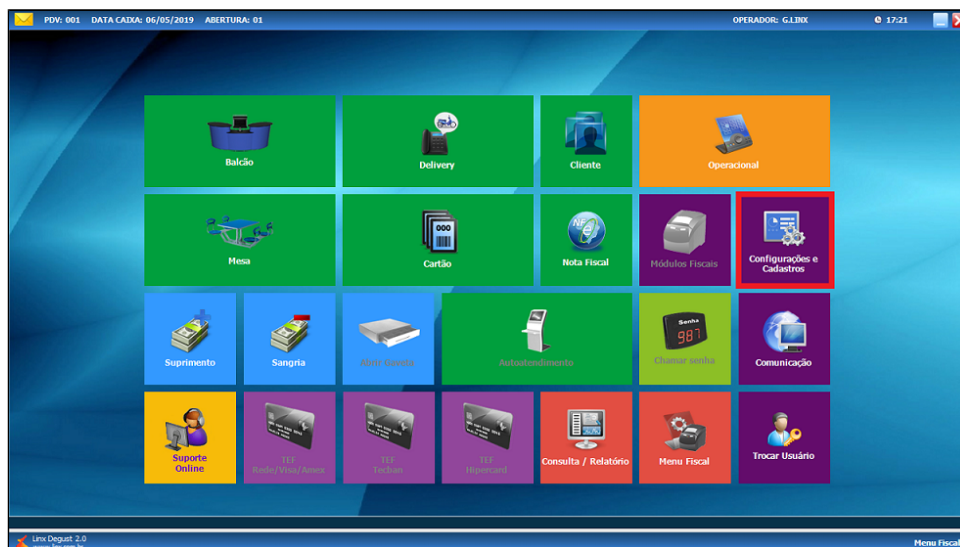 PDV: 001 DATA CAIXA: 06/05/2019 ABERTURA: 01 OPERADOR: G.LINX 17:21
Balcão
Delivery
Cliente
Operacional
Mesa
000
Cartão
NF
e
Nota Fiscal
Módulos Fiscais
Configurações e
Cadastros
Suprimento
Sangria
Abrir Gaveta
Autoatendimento
Senha
987
Chamar senha
Comunicação
Suporte
Online
TEF
Rede/Visa/Amex
TEF
Techan
TEF
Hipercard
Consulta / Relatório
Menu Fiscal
Trocar Usuário
Linx Degust 2.0
Menu Fiscal